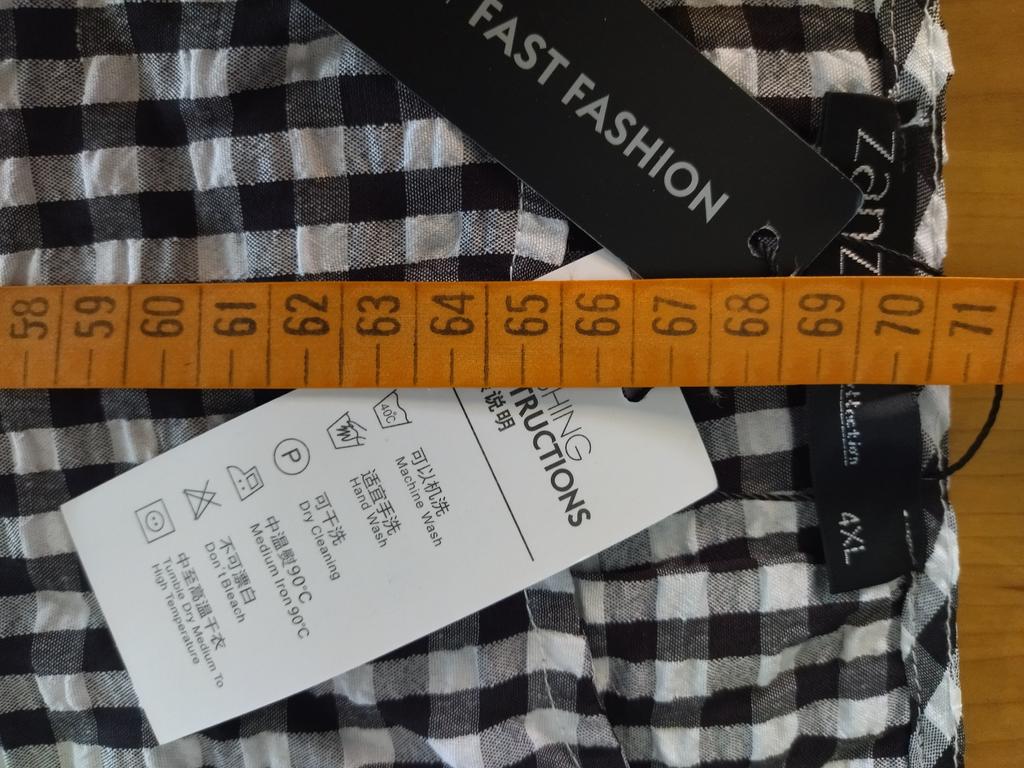 FAST FASHION
Zanz
58 59 60 61 62 63 64 65 66 67 68 69 70 71
HING
TRUCTIONS
说明
40℃
可以机洗
Machine Wash
适宜手洗
Hand Wash
P
可干洗
Dry Cleaning
中温熨90℃
Medium Iron 90℃
不可漂白
Don't Bleach
中至高温干衣
Tumble Dry Medium To
High Temperature
4XL